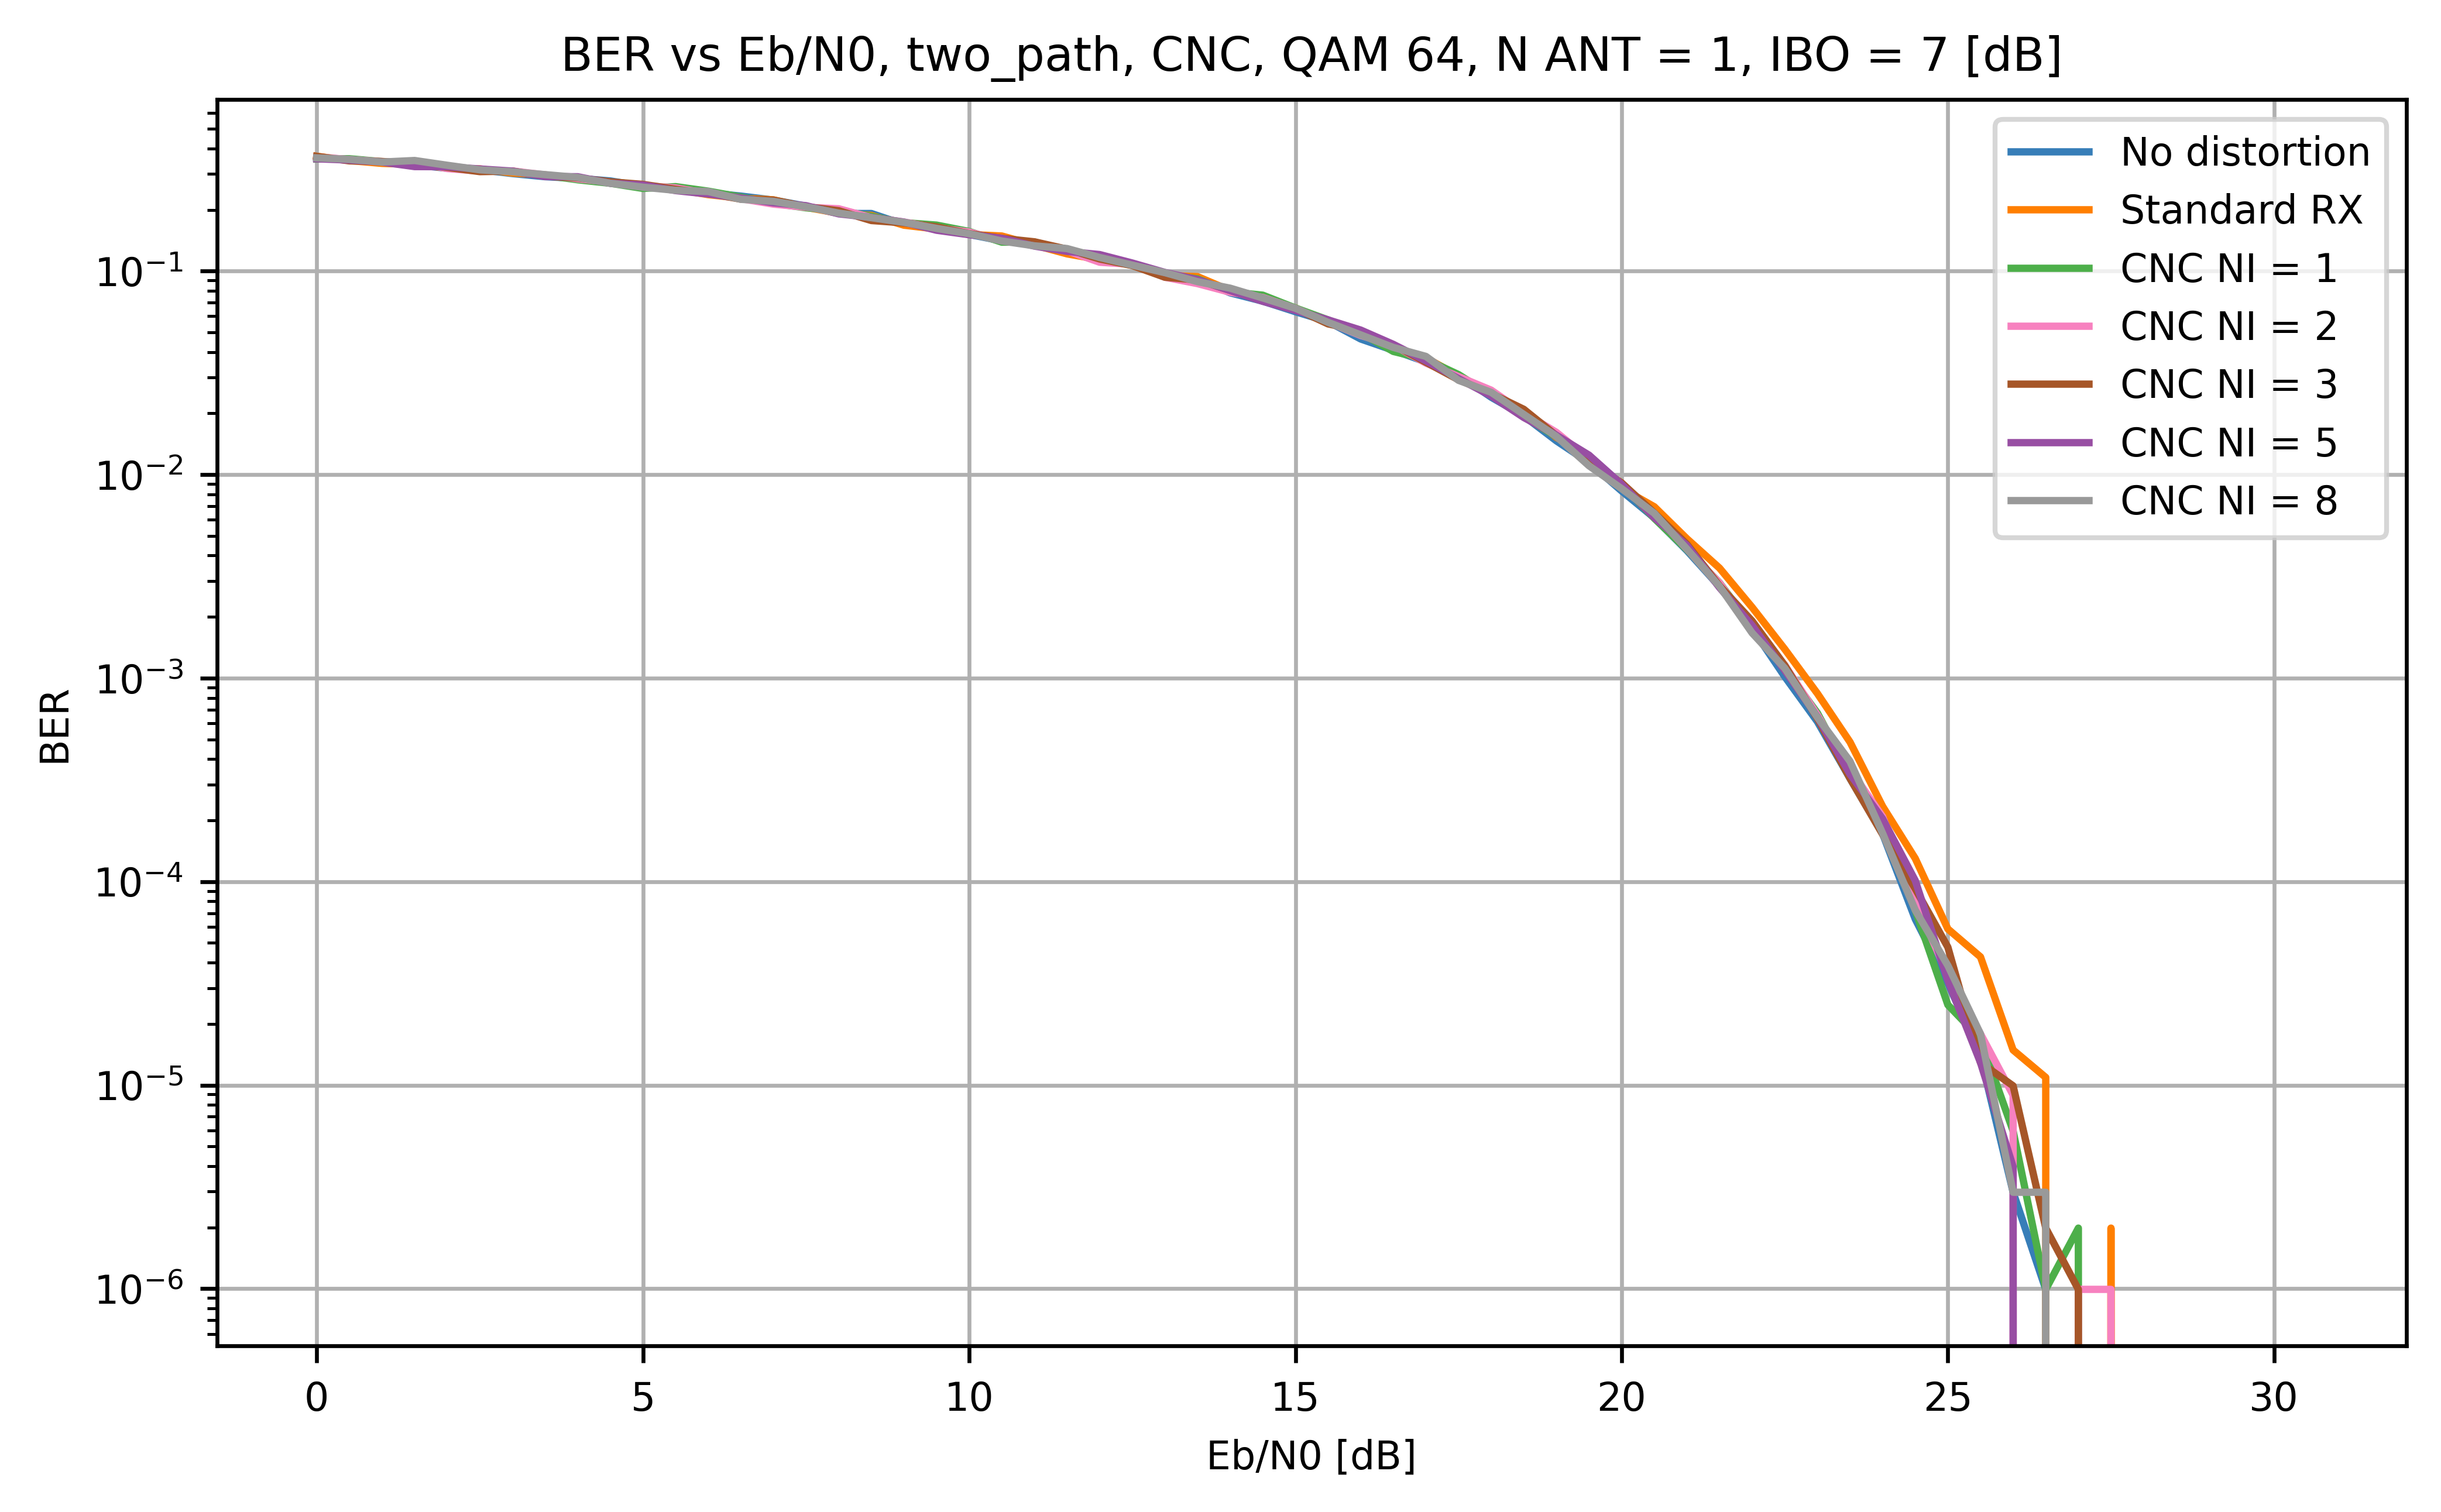 BER vs Eb/N0, two_path, CNC, QAM 64, N ANT = 1, IBO = 7 [dB]
No distortion
Standard RX
CNC NI = 1
CNC NI = 2
CNC NI = 3
CNC NI = 5
CNC NI = 8
BER
10⁻¹
10⁻²
10⁻³
10⁻⁴
10⁻⁵
10⁻⁶
0 5 10 15 20 25 30
Eb/N0 [dB]